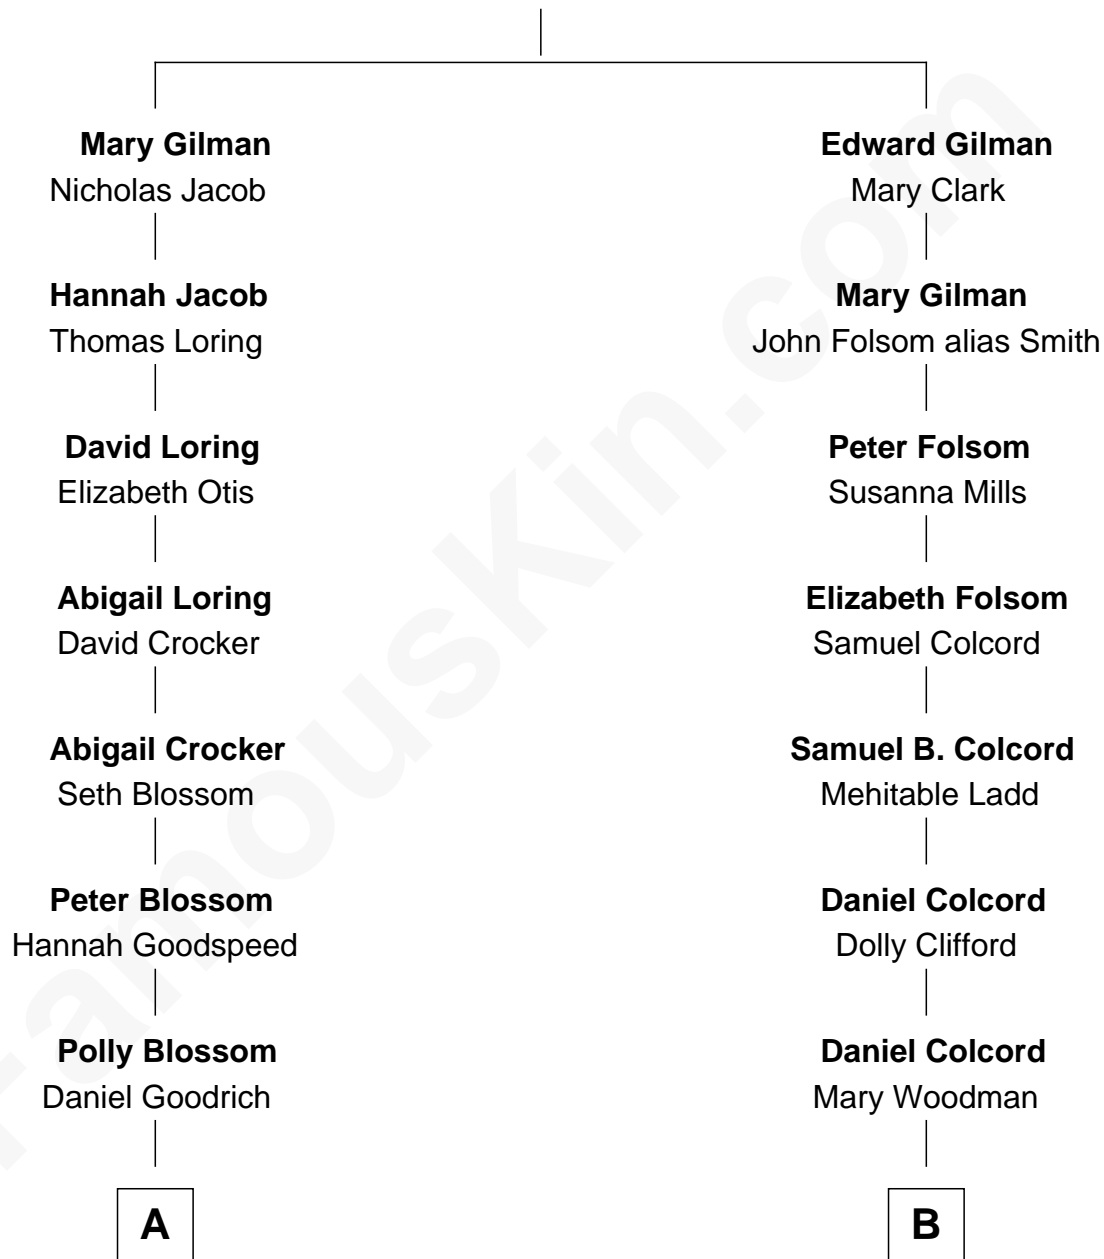 Mary Gilman
Nicholas Jacob
Hannah Jacob
Thomas Loring
David Loring
Elizabeth Otis
Abigail Loring
David Crocker
Abigail Crocker
Seth Blossom
Peter Blossom
Hannah Goodspeed
Polly Blossom
Daniel Goodrich
A
Edward Gilman
Mary Clark
Mary Gilman
John Folsom alias Smith
Peter Folsom
Susanna Mills
Elizabeth Folsom
Samuel Colcord
Samuel B. Colcord
Mehitable Ladd
Daniel Colcord
Dolly Clifford
Daniel Colcord
Mary Woodman
B
FamousKin.com